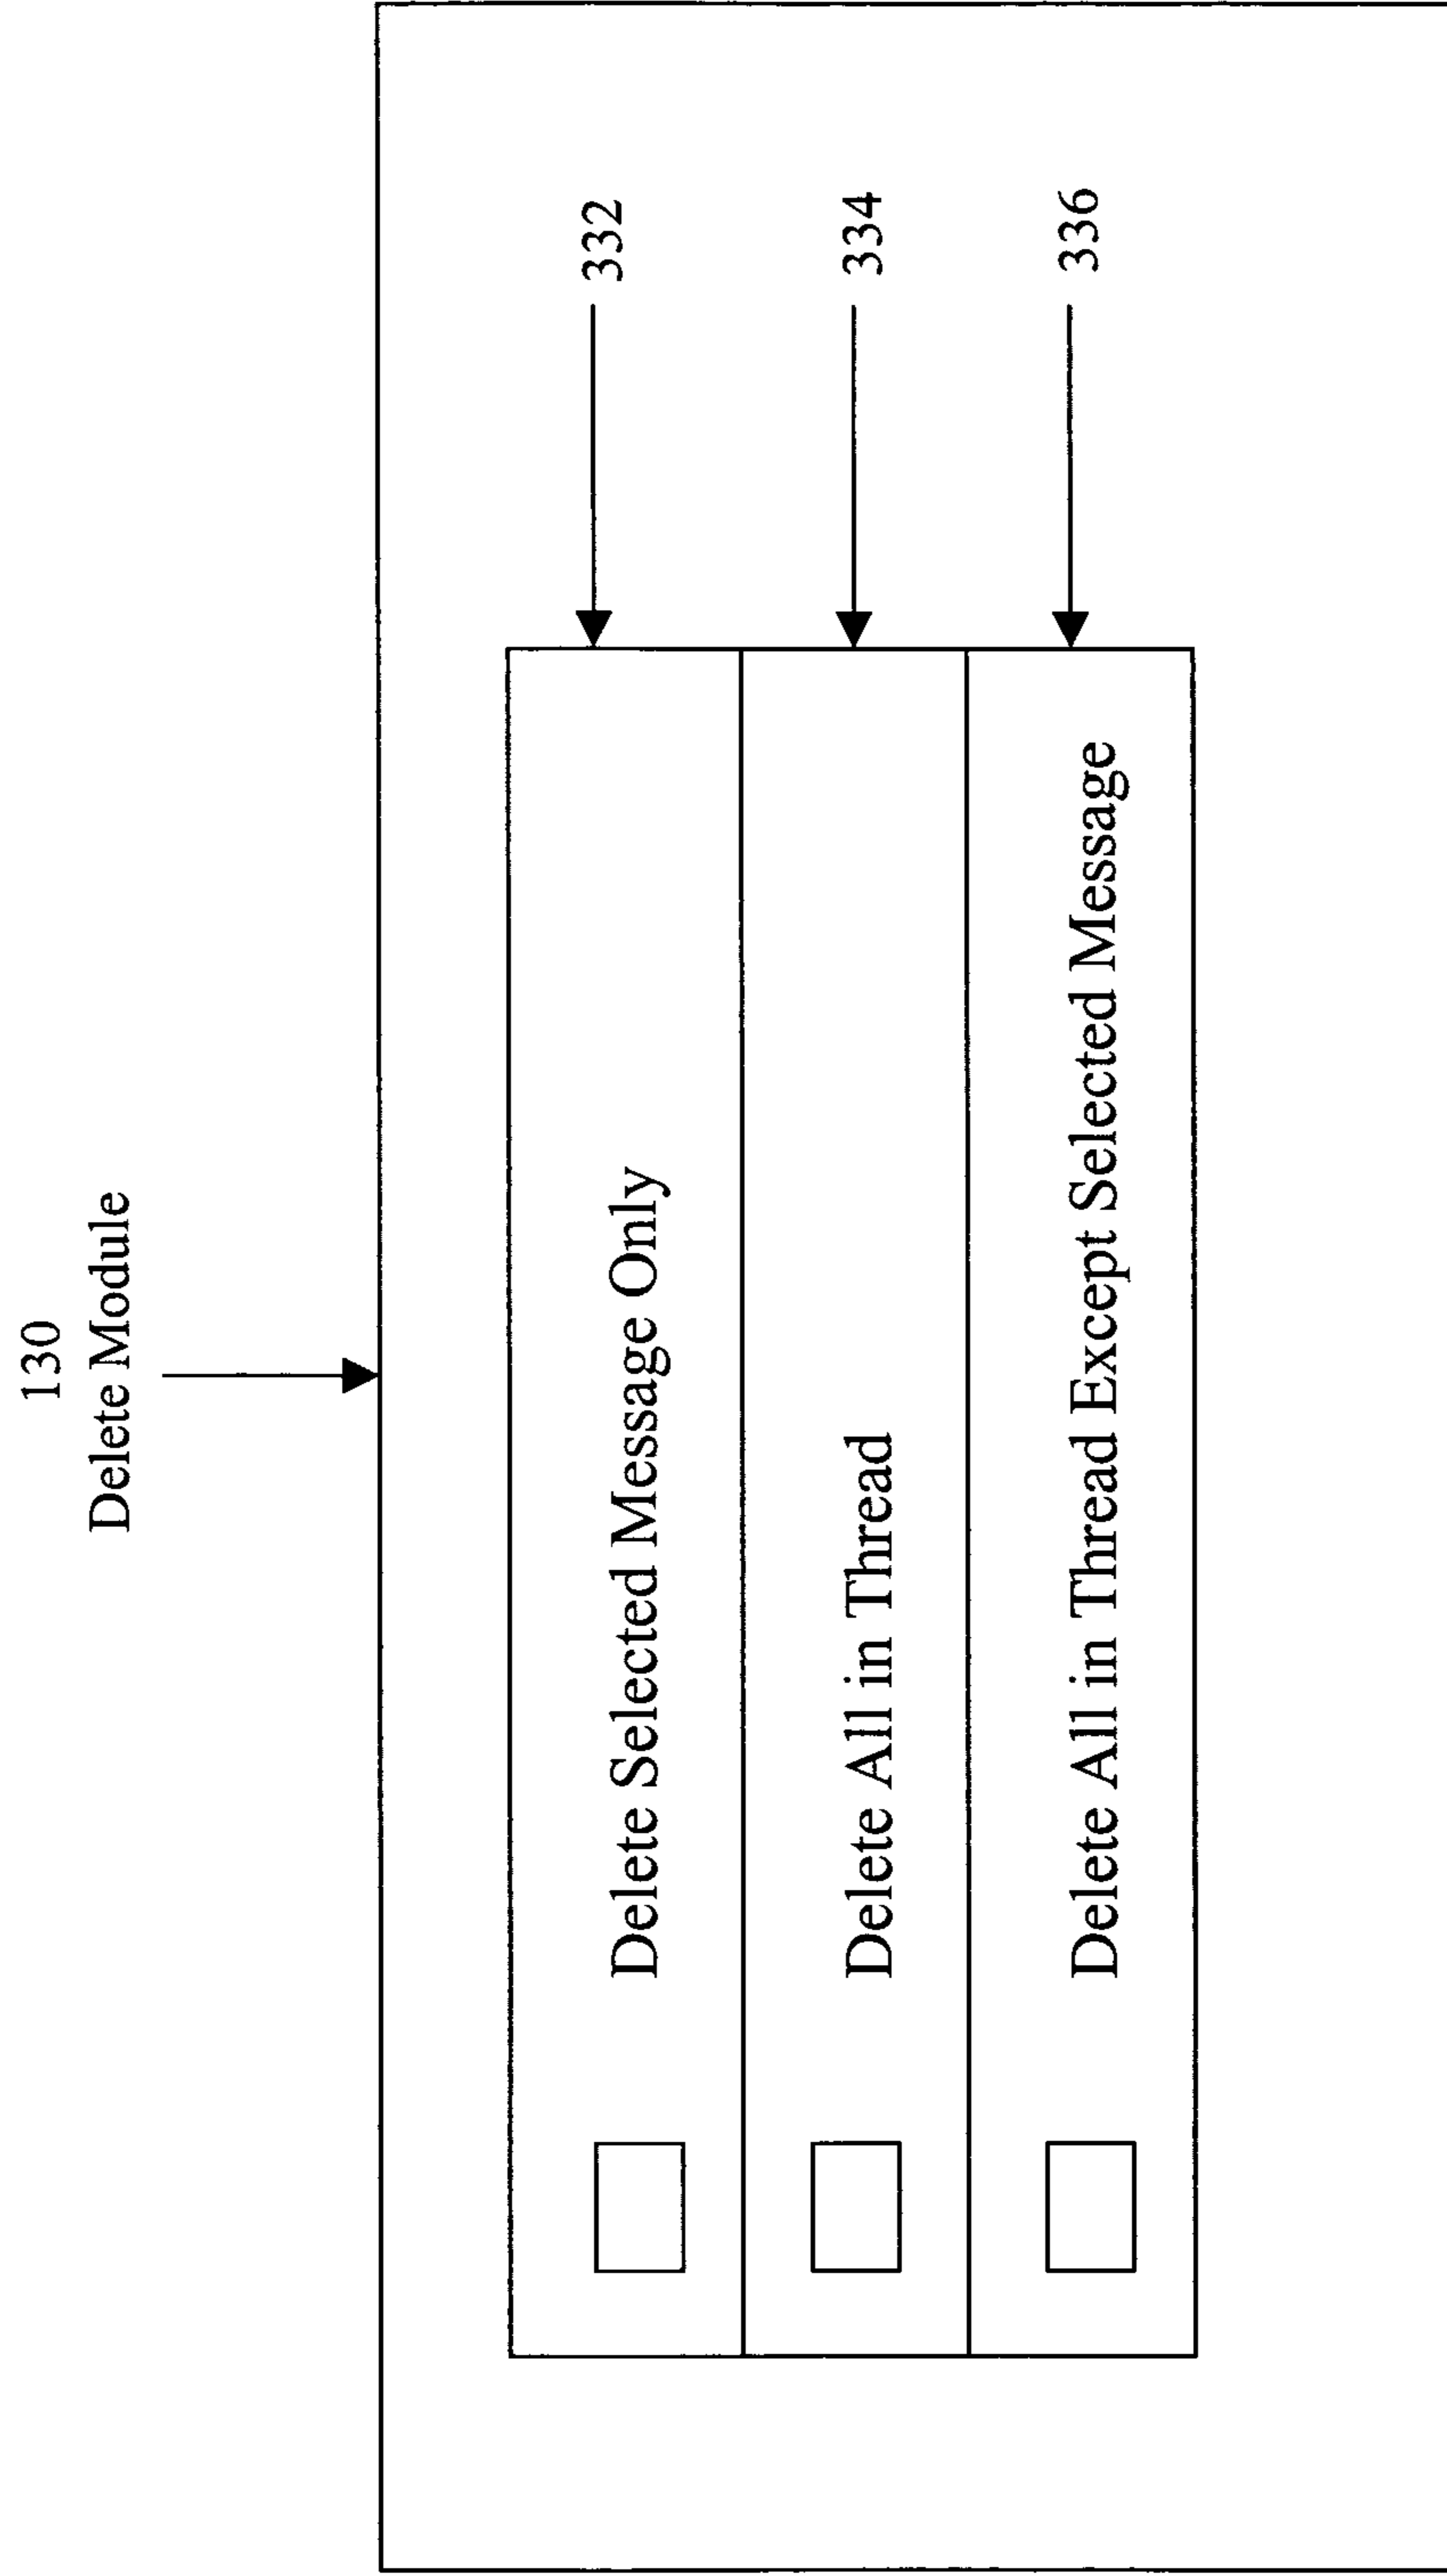 130
Delete Module
Delete Selected Message Only
332
Delete All in Thread
334
Delete All in Thread Except Selected Message
336